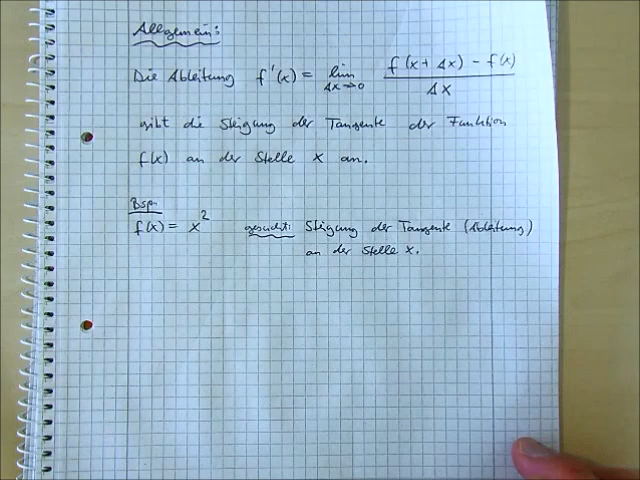 Allgemein:
Die Ableitung f'(x) = lim Δx→0 (f(x + Δx) - f(x)) / Δx
gibt die Steigung der Tangente der Funktion
f(x) an der Stelle x an.
Bsp.
f(x) = x² gesucht: Steigung der Tangente (Ableitung)
an der Stelle x.